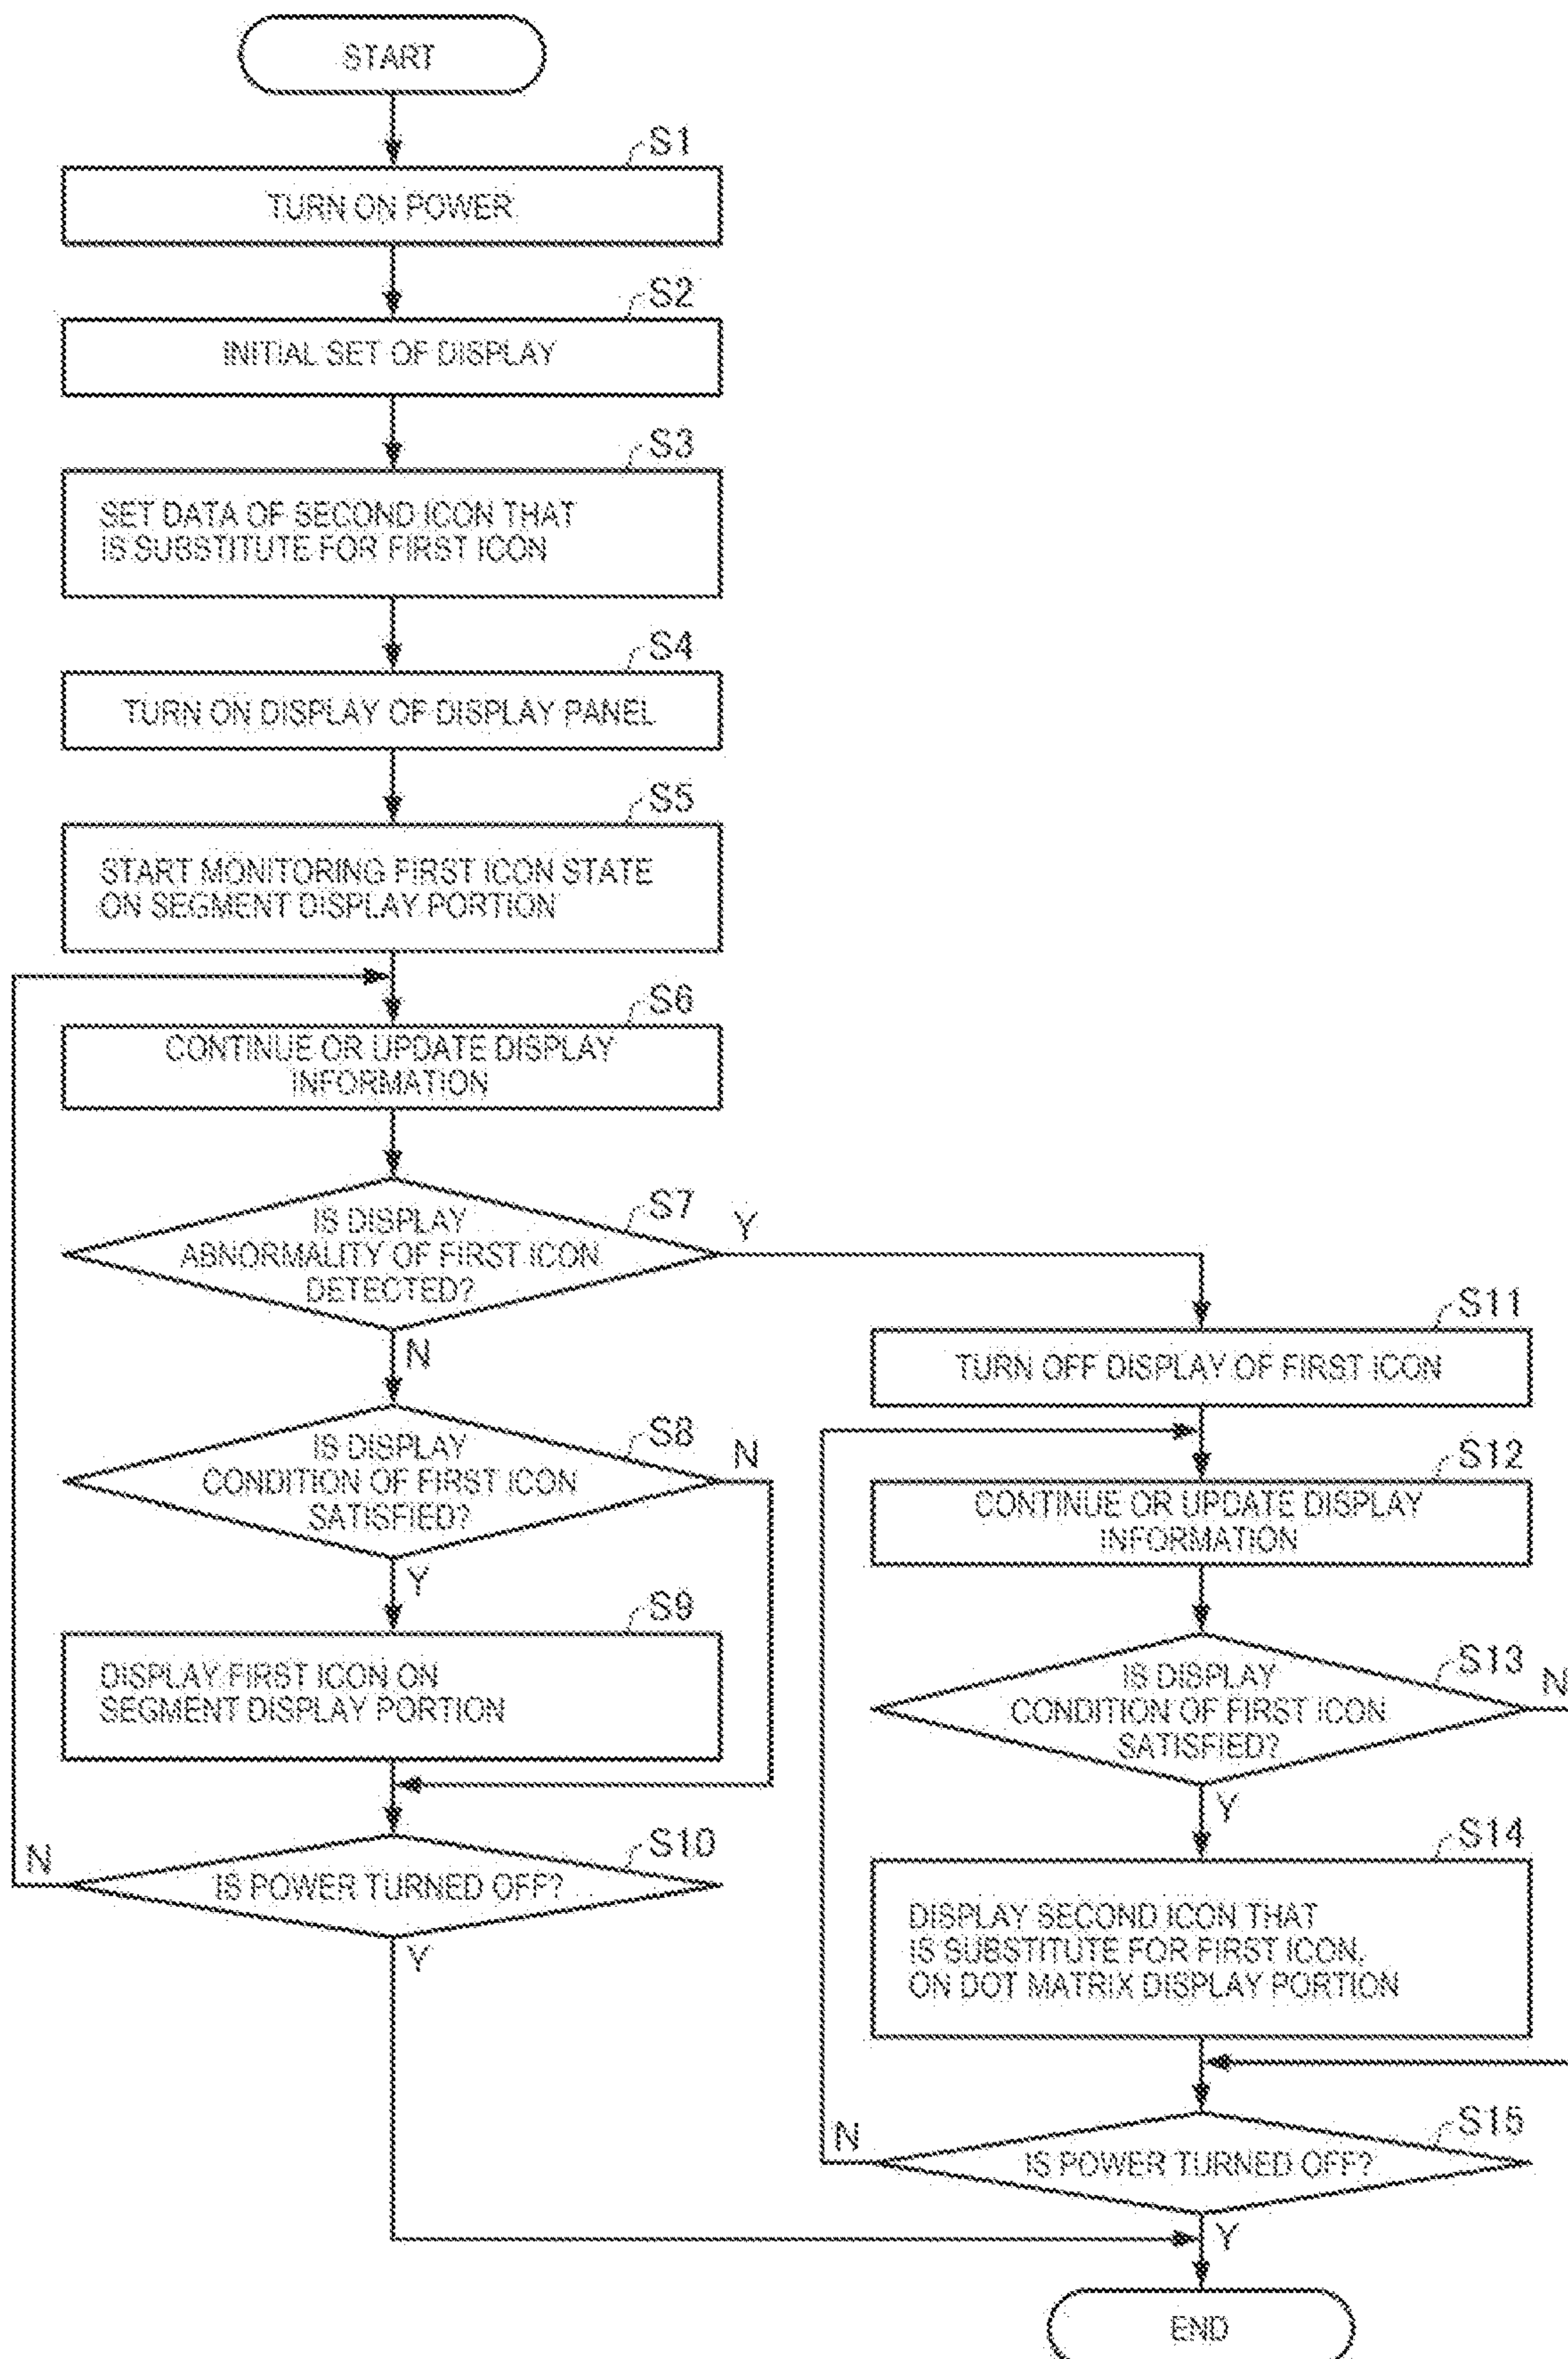 START
S1
TURN ON POWER
S2
INITIAL SET OF DISPLAY
S3
SET DATA OF SECOND ICON THAT
IS SUBSTITUTE FOR FIRST ICON
S4
TURN ON DISPLAY OF DISPLAY PANEL
S5
START MONITORING FIRST ICON STATE
ON SEGMENT DISPLAY PORTION
S6
CONTINUE OR UPDATE DISPLAY
INFORMATION
S7
IS DISPLAY
ABNORMALITY OF FIRST ICON
DETECTED?
Y
N
S8
IS DISPLAY
CONDITION OF FIRST ICON
SATISFIED?
N
Y
S9
DISPLAY FIRST ICON ON
SEGMENT DISPLAY PORTION
S10
IS POWER TURNED OFF?
N
Y
S11
TURN OFF DISPLAY OF FIRST ICON
S12
CONTINUE OR UPDATE DISPLAY
INFORMATION
S13
IS DISPLAY
CONDITION OF FIRST ICON
SATISFIED?
N
Y
S14
DISPLAY SECOND ICON THAT
IS SUBSTITUTE FOR FIRST ICON,
ON DOT MATRIX DISPLAY PORTION
S15
IS POWER TURNED OFF?
N
Y
END